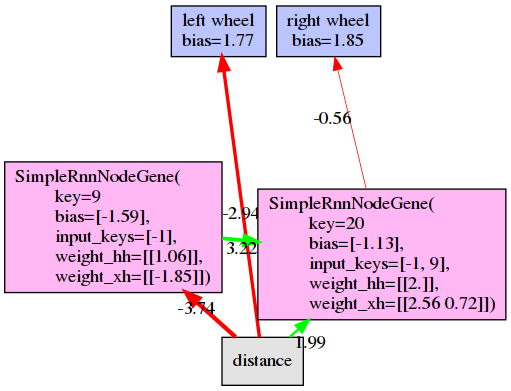 left wheel
bias=1.77
right wheel
bias=1.85
-0.56
SimpleRnnNodeGene(
key=9
bias=[-1.59],
input_keys=[-1],
weight_hh=[[1.06]],
weight_xh=[[-1.85]])
-2.94
3.22
SimpleRnnNodeGene(
key=20
bias=[-1.13],
input_keys=[-1, 9],
weight_hh=[[2.]],
weight_xh=[[2.56 0.72]])
-3.74
1.99
distance